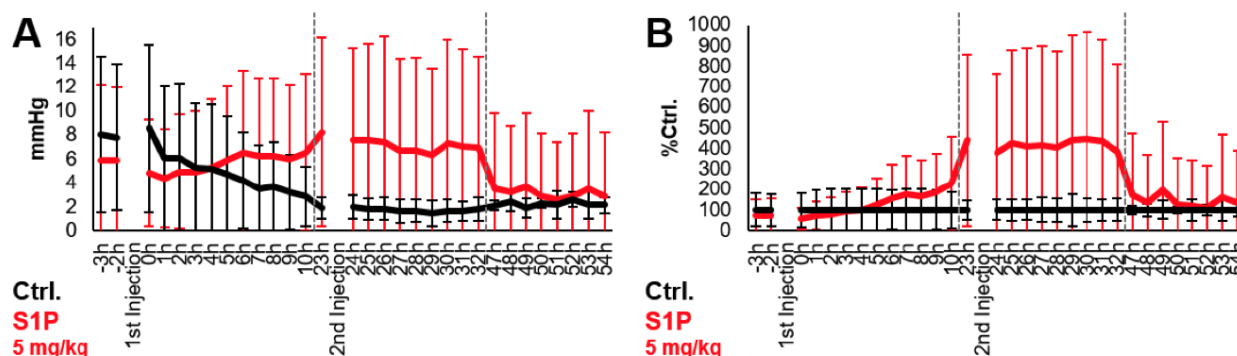 A
mmHg
16
14
12
10
8
6
4
2
0
-3h
-2h
1st Injection
0h
1h
2h
3h
4h
5h
6h
7h
8h
9h
10h
23h
2nd Injection
24h
25h
26h
27h
28h
29h
30h
31h
32h
47h
48h
49h
50h
51h
52h
53h
54h
Ctrl.
S1P
5 mg/kg
B
%Ctrl.
1000
900
800
700
600
500
400
300
200
100
0
-3h
-2h
1st Injection
0h
1h
2h
3h
4h
5h
6h
7h
8h
9h
10h
23h
2nd Injection
24h
25h
26h
27h
28h
29h
30h
31h
32h
47h
48h
49h
50h
51h
52h
53h
54h
Ctrl.
S1P
5 mg/kg